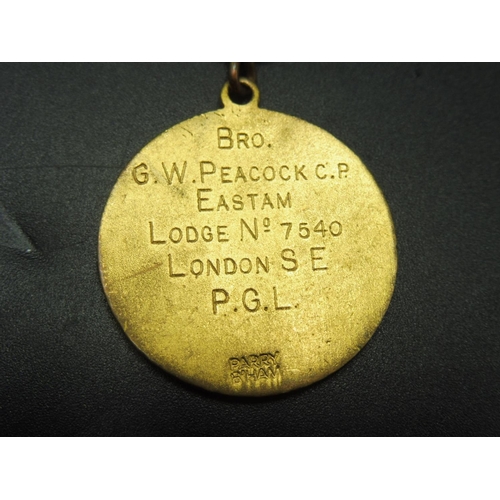 BRO.
G.W. PEACOCK C.P.
EASTAM
LODGE Nº 7540
LONDON S E
P.G.L.
PARRY
B'HAM